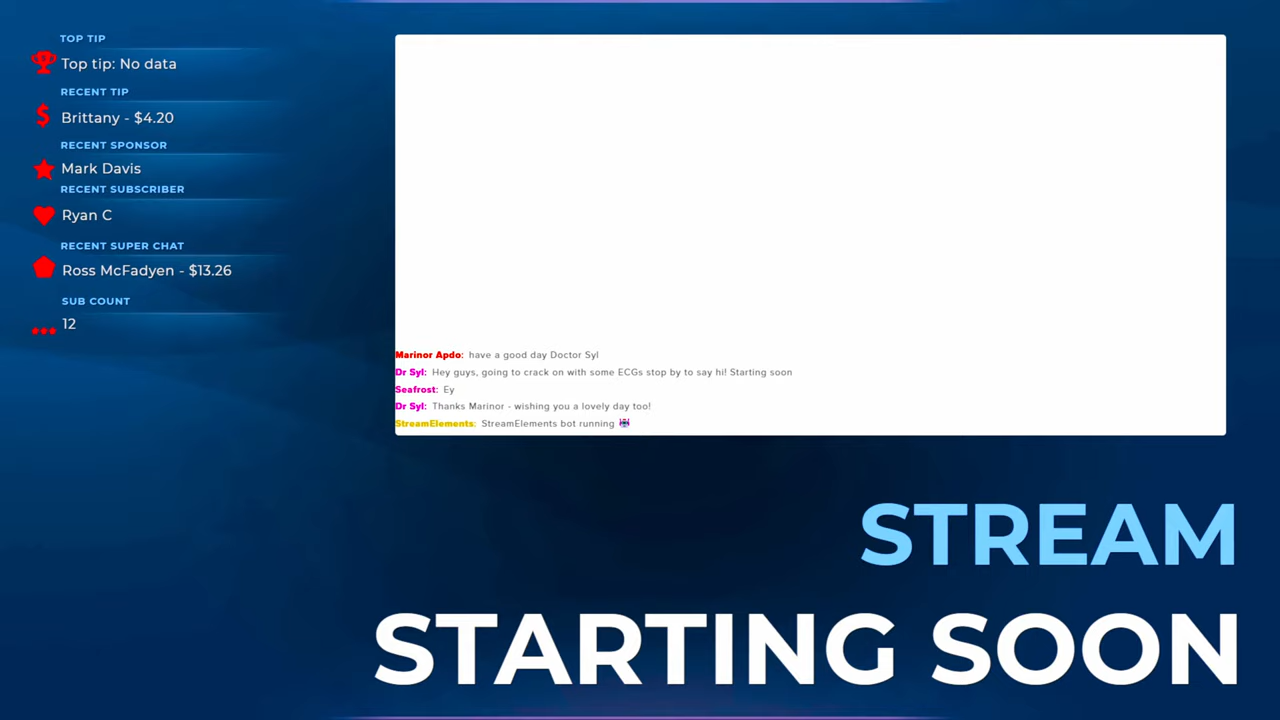 TOP TIP
Top tip: No data
RECENT TIP
Brittany - $4.20
RECENT SPONSOR
Mark Davis
RECENT SUBSCRIBER
Ryan C
RECENT SUPER CHAT
Ross McFadyen - $13.26
SUB COUNT
12
Marinor Apdo: have a good day Doctor Syl
Dr Syl: Hey guys, going to crack on with some ECGs stop by to say hi! Starting soon
Seafrost: Ey
Dr Syl: Thanks Marinor - wishing you a lovely day too!
StreamElements: StreamElements bot running
STREAM
STARTING SOON